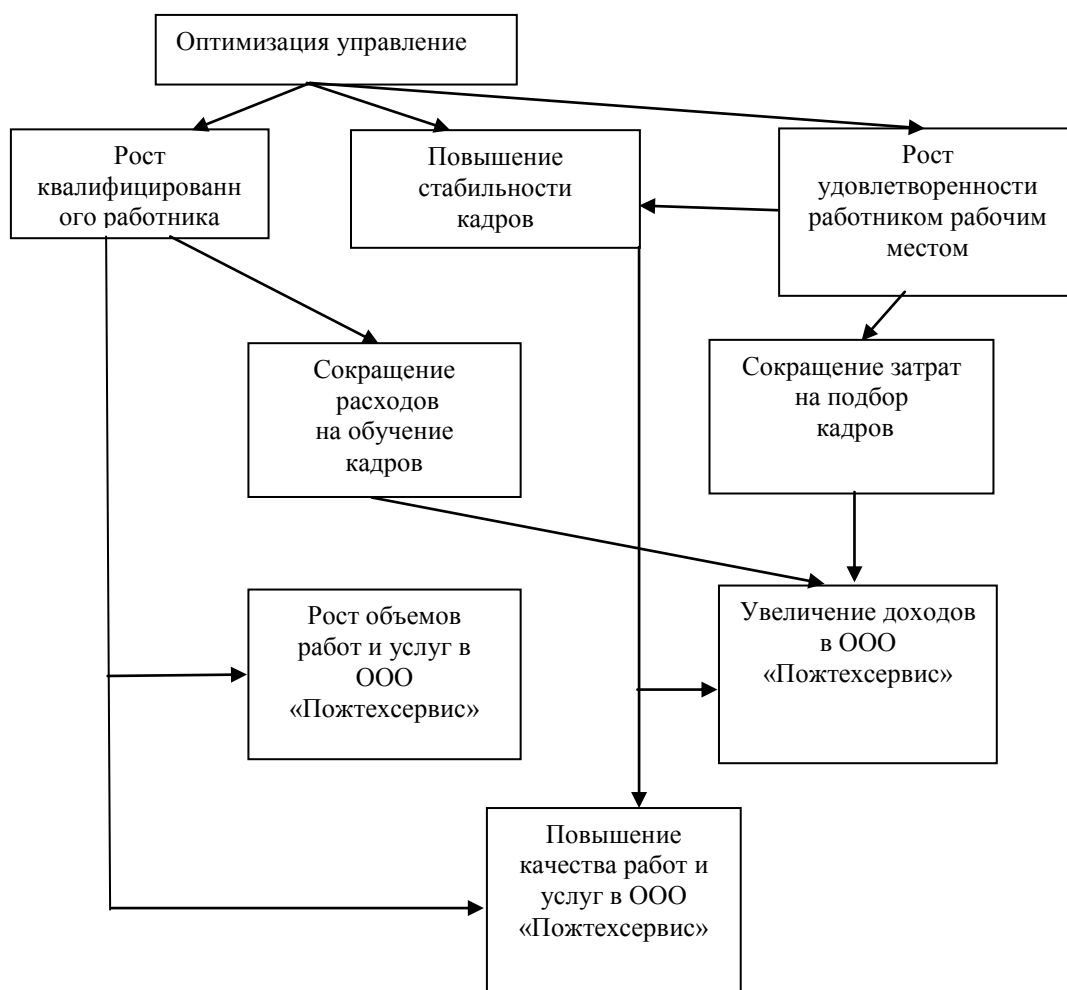 Оптимизация управление
Рост
квалифицированн
ого работника
Повышение
стабильности
кадров
Рост
удовлетворенности
работником рабочим
местом
Сокращение
расходов
на обучение
кадров
Сокращение затрат
на подбор
кадров
Рост объемов
работ и услуг в
ООО
«Пожтехсервис»
Увеличение доходов
в ООО
«Пожтехсервис»
Повышение
качества работ и
услуг в ООО
«Пожтехсервис»